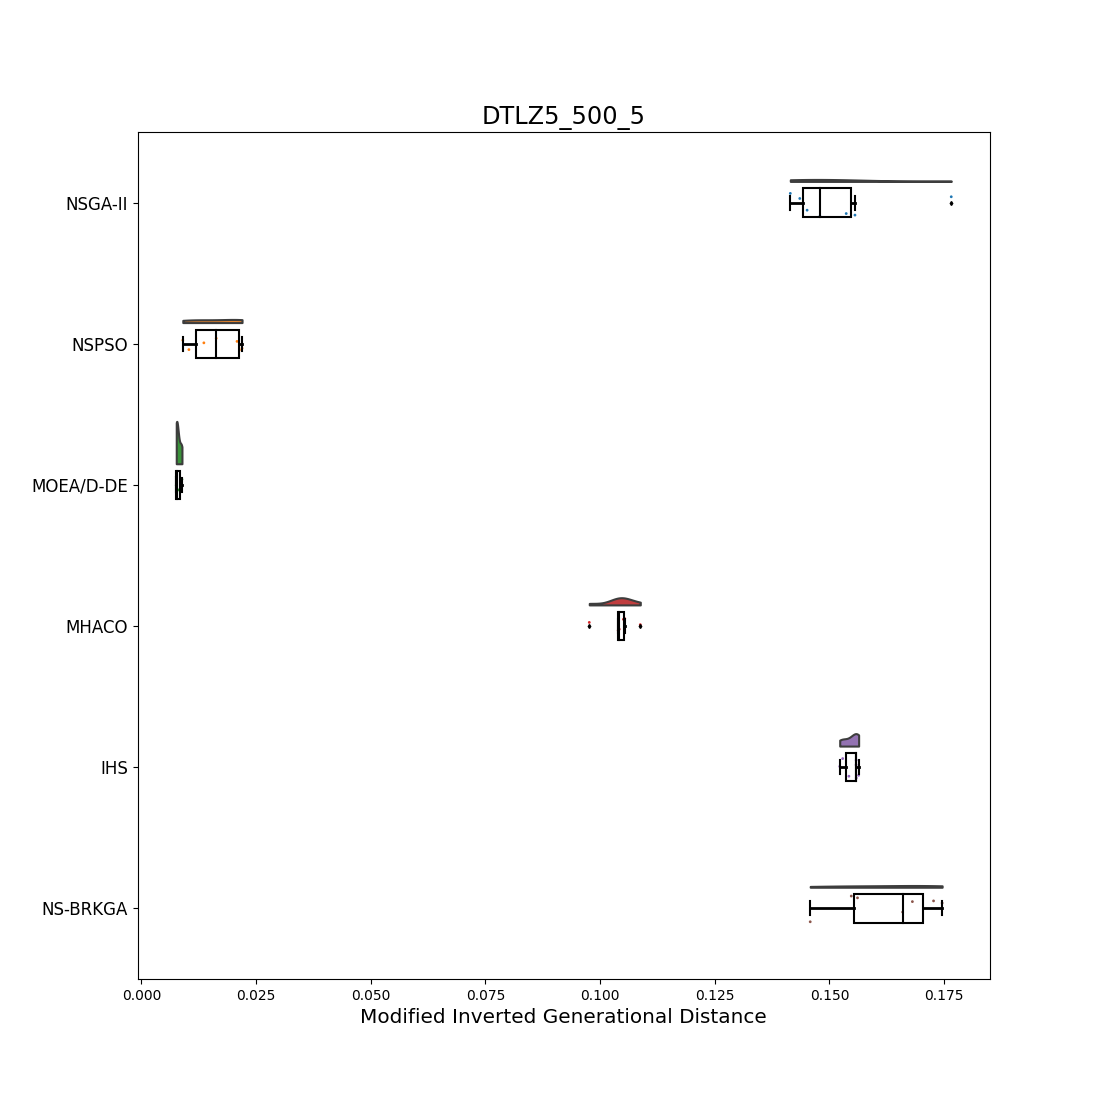 DTLZ5_500_5
NSGA-II
NSPSO
MOEA/D-DE
MHACO
IHS
NS-BRKGA
0.000 0.025 0.050 0.075 0.100 0.125 0.150 0.175
Modified Inverted Generational Distance